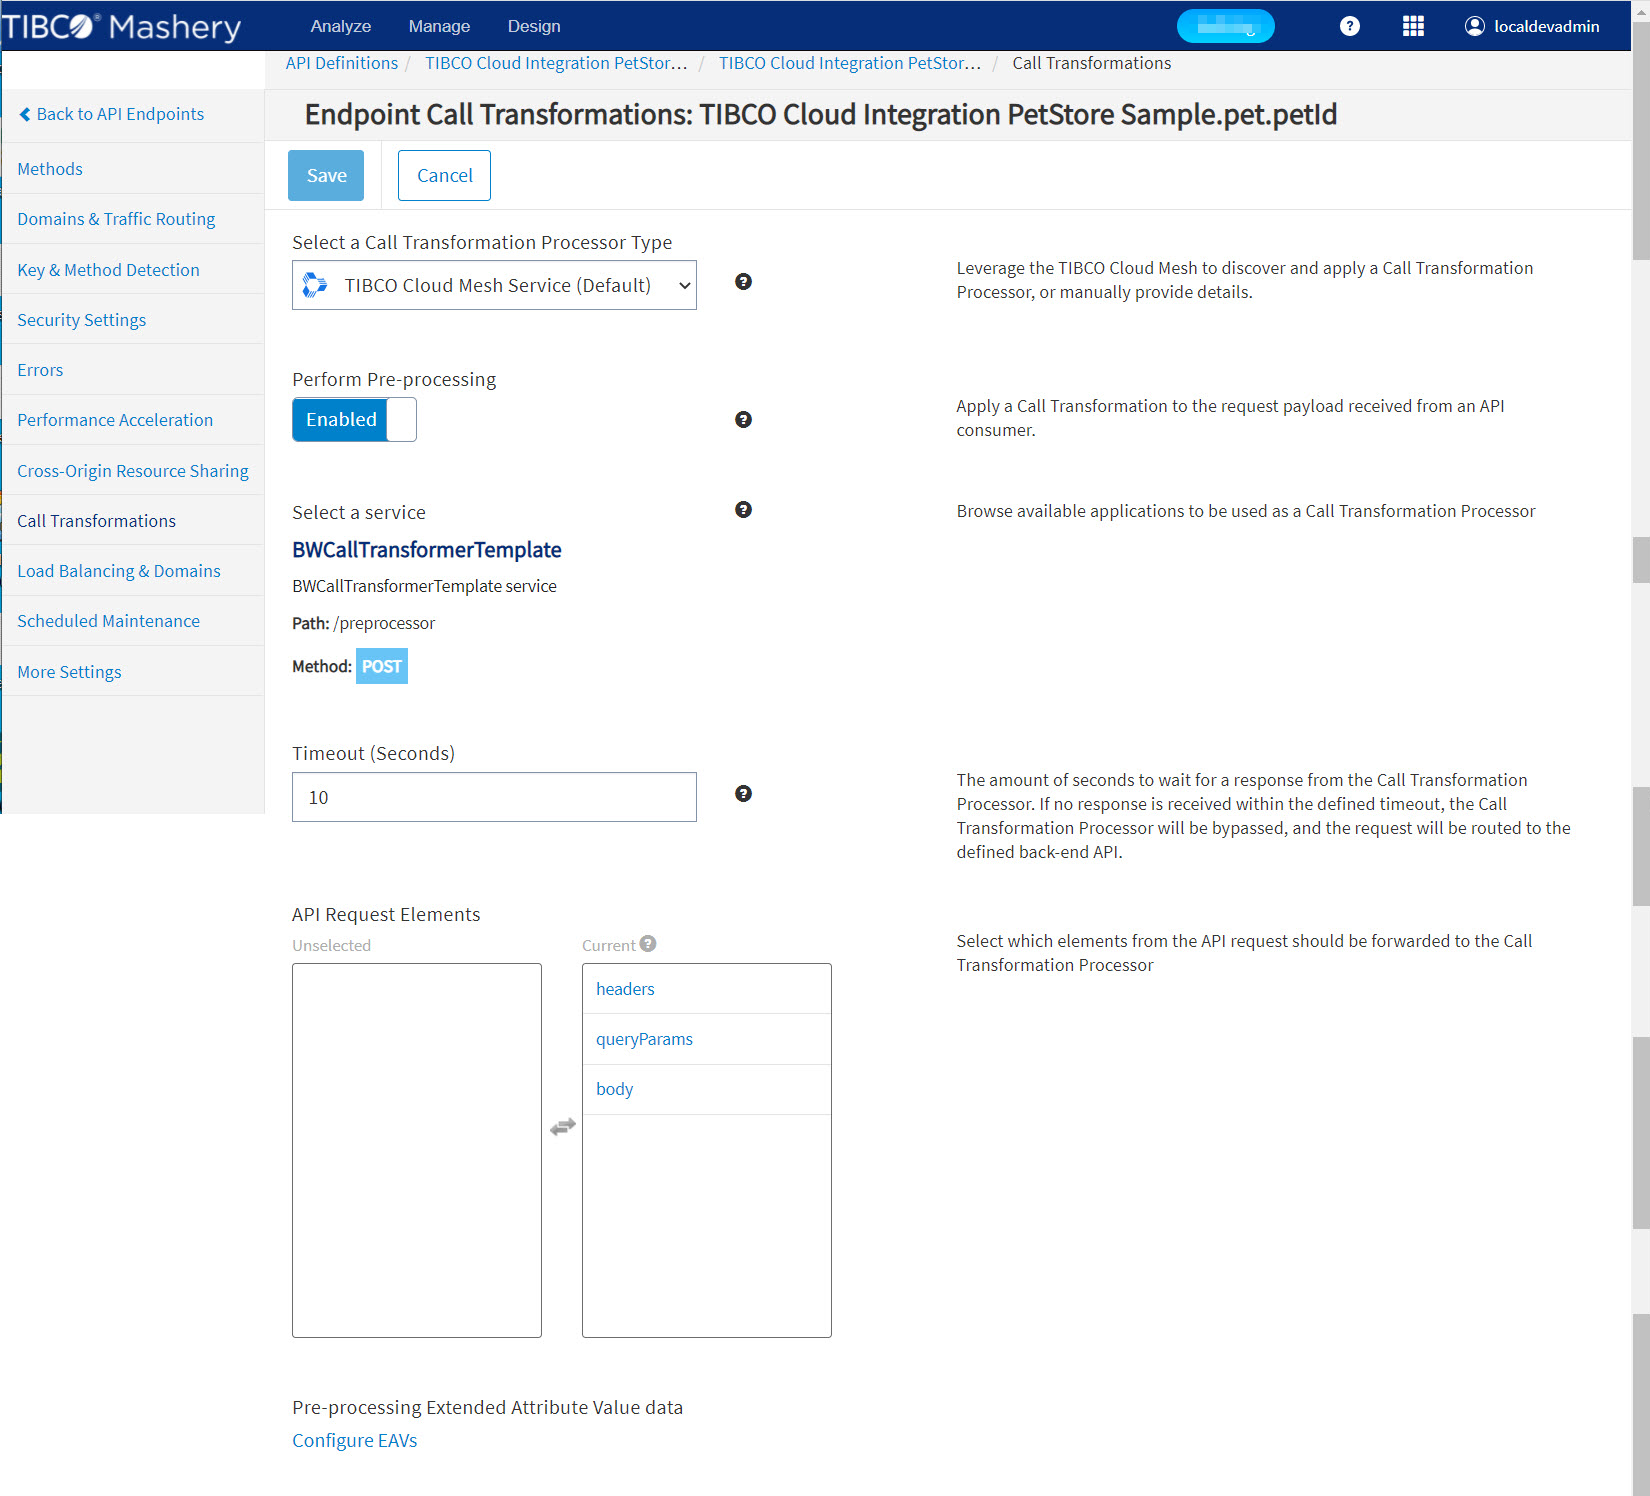 TIBCO® Mashery Analyze Manage Design localdevadmin
API Definitions / TIBCO Cloud Integration PetStor... / TIBCO Cloud Integration PetStor... / Call Transformations
Back to API Endpoints
Methods
Domains & Traffic Routing
Key & Method Detection
Security Settings
Errors
Performance Acceleration
Cross-Origin Resource Sharing
Call Transformations
Load Balancing & Domains
Scheduled Maintenance
More Settings
Endpoint Call Transformations: TIBCO Cloud Integration PetStore Sample.pet.petId
Save Cancel
Select a Call Transformation Processor Type
TIBCO Cloud Mesh Service (Default)
Leverage the TIBCO Cloud Mesh to discover and apply a Call Transformation
Processor, or manually provide details.
Perform Pre-processing
Enabled
Apply a Call Transformation to the request payload received from an API
consumer.
Select a service
Browse available applications to be used as a Call Transformation Processor
BWCallTransformerTemplate
BWCallTransformerTemplate service
Path: /preprocessor
Method: POST
Timeout (Seconds)
10
The amount of seconds to wait for a response from the Call Transformation
Processor. If no response is received within the defined timeout, the Call
Transformation Processor will be bypassed, and the request will be routed to the
defined back-end API.
API Request Elements
Unselected
Current
Select which elements from the API request should be forwarded to the Call
Transformation Processor
headers
queryParams
body
Pre-processing Extended Attribute Value data
Configure EAVs